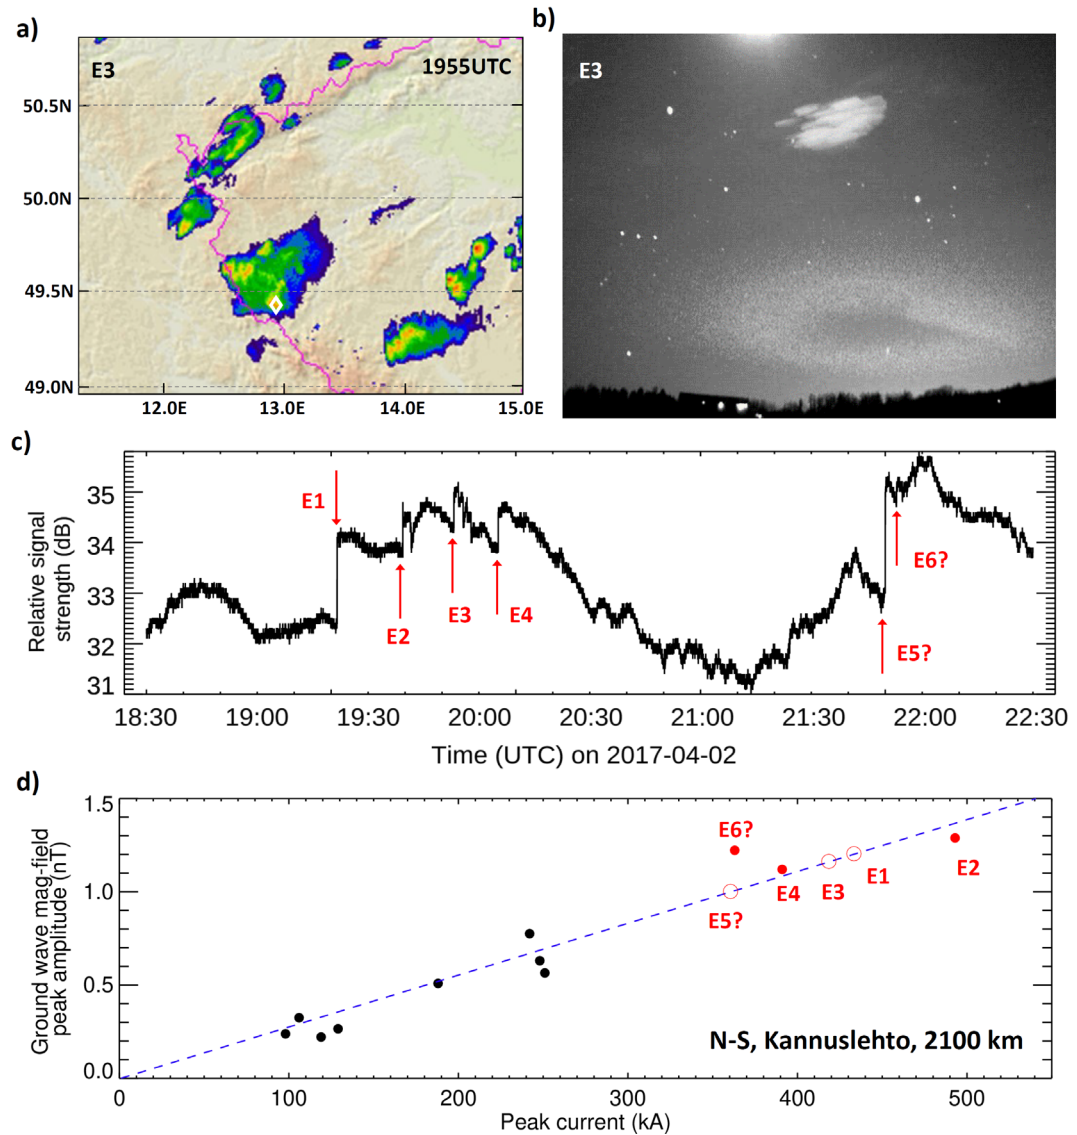 a)
E3
1955UTC
50.5N
50.0N
49.5N
49.0N
12.0E 13.0E 14.0E 15.0E
b)
E3
c)
Relative signal
strength (dB)
35
34
33
32
31
E1
E2
E3
E4
E5?
E6?
18:30 19:00 19:30 20:00 20:30 21:00 21:30 22:00 22:30
Time (UTC) on 2017-04-02
d)
Ground wave mag-field
peak amplitude (nT)
1.5
1.0
0.5
0.0
E6?
E5?
E4
E3
E1
E2
N-S, Kannuslehto, 2100 km
0 100 200 300 400 500
Peak current (kA)